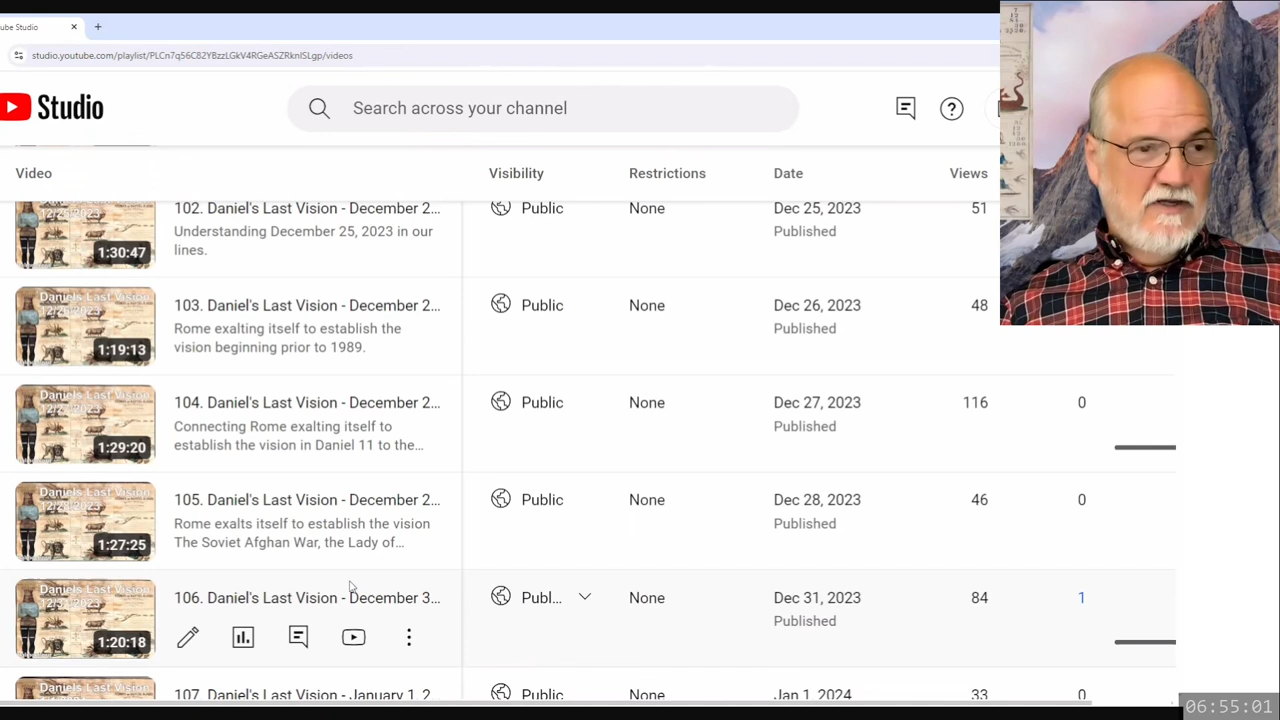 ube Studio
studio.youtube.com/playlist/PLCn7q56C82YBzzLGkV4RGeASZRknISLgp/videos
Studio
Search across your channel
Video Visibility Restrictions Date Views
102. Daniel's Last Vision - December 2... Public None Dec 25, 2023 51
Understanding December 25, 2023 in our Published
lines.
1:30:47
103. Daniel's Last Vision - December 2... Public None Dec 26, 2023 48
Rome exalting itself to establish the Published
vision beginning prior to 1989.
1:19:13
104. Daniel's Last Vision - December 2... Public None Dec 27, 2023 116 0
Connecting Rome exalting itself to Published
establish the vision in Daniel 11 to the...
1:29:20
105. Daniel's Last Vision - December 2... Public None Dec 28, 2023 46 0
Rome exalts itself to establish the vision Published
The Soviet Afghan War, the Lady of...
1:27:25
106. Daniel's Last Vision - December 3... Publ... None Dec 31, 2023 84 1
Published
1:20:18
107. Daniel's Last Vision - January 1, 2 Public None Jan 1, 2024 33 0
06:55:01